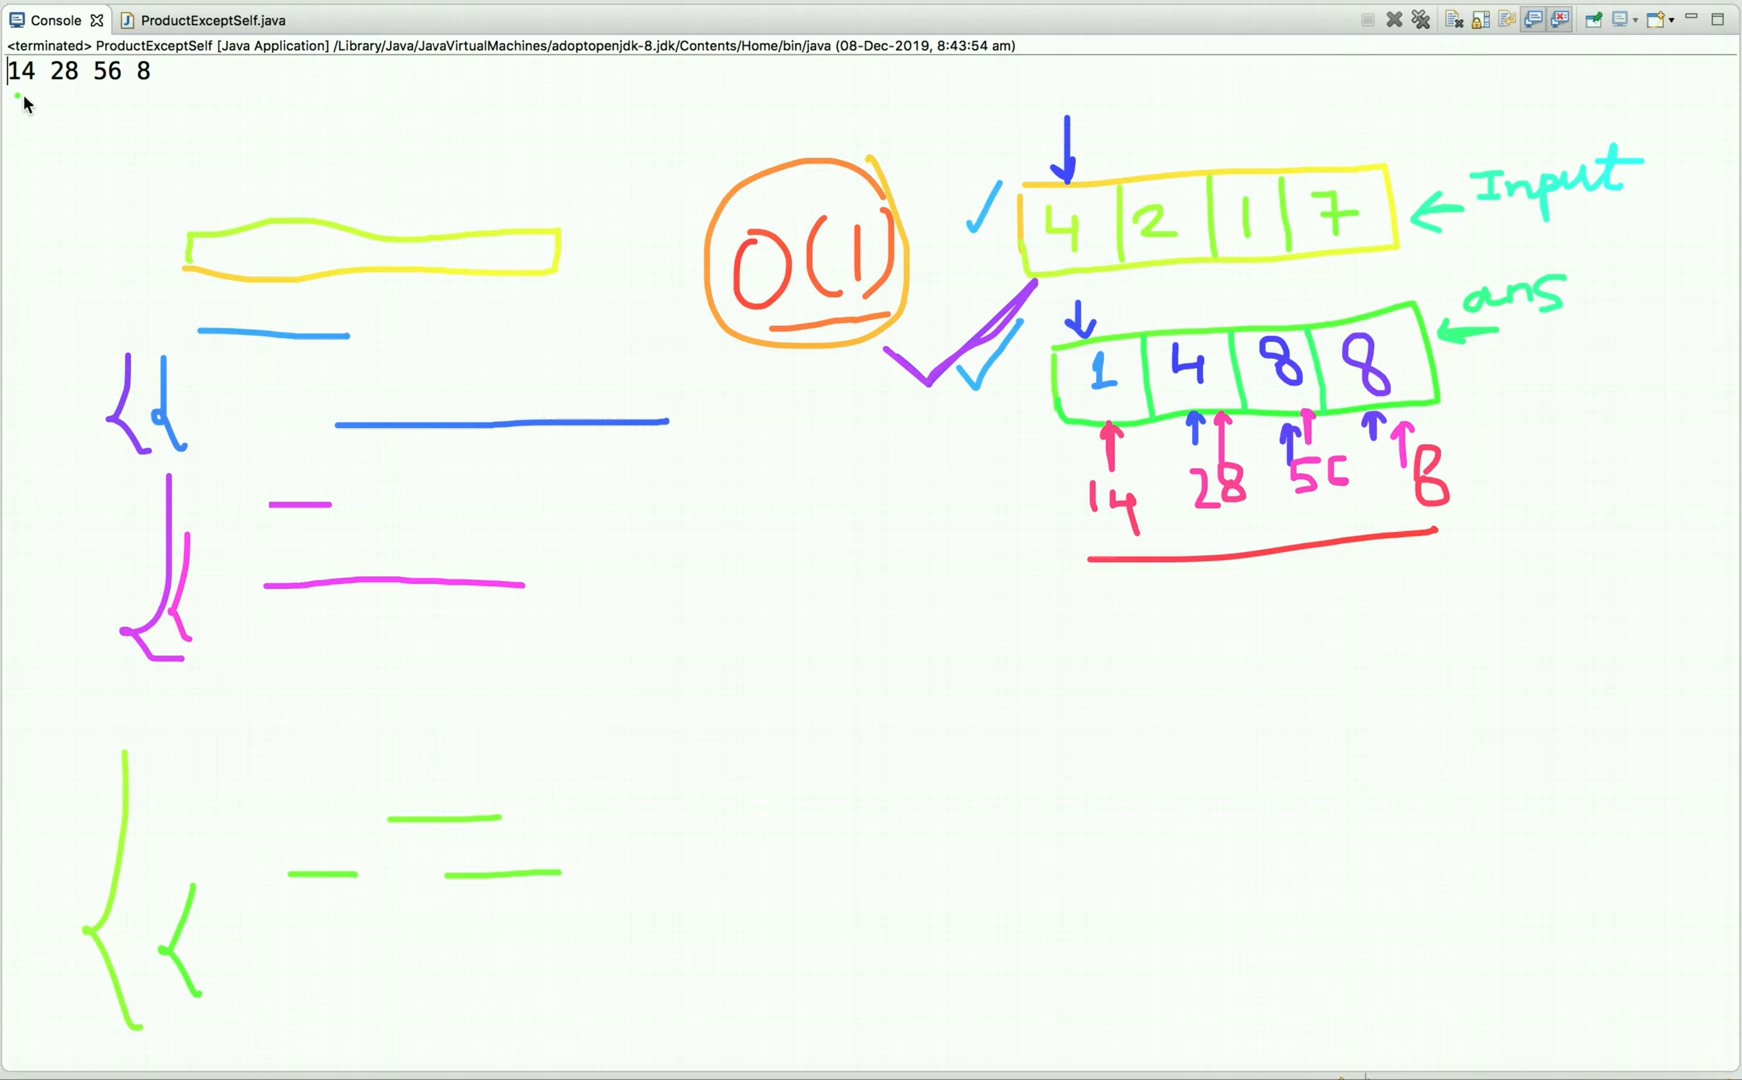 Console ProductExceptSelf.java
<terminated> ProductExceptSelf [Java Application] /Library/Java/JavaVirtualMachines/adoptopenjdk-8.jdk/Contents/Home/bin/java (08-Dec-2019, 8:43:54 am)
14 28 56 8
O(1)
4 2 1 7
Input
ans
1 4 8 8
14 28 56 8